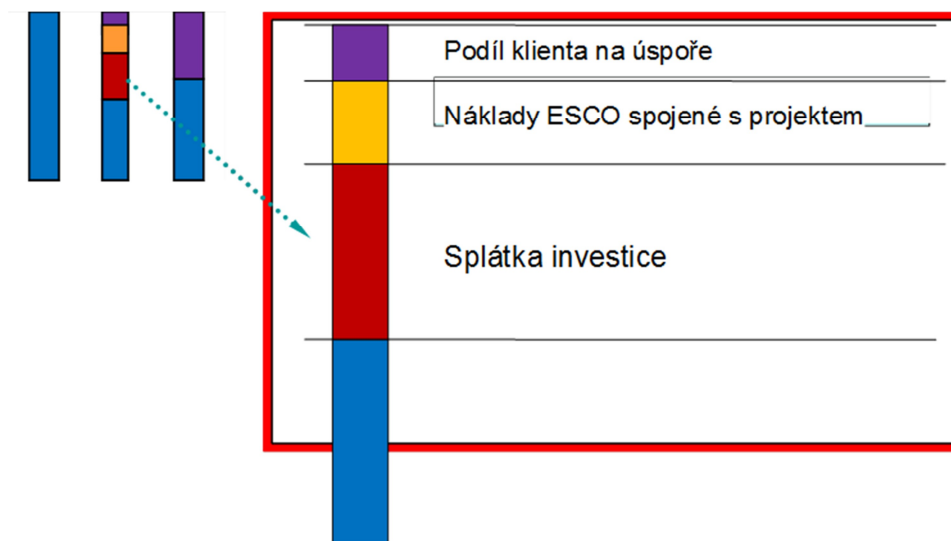 Podíl klienta na úspoře
Náklady ESCO spojené s projektem
Splátka investice